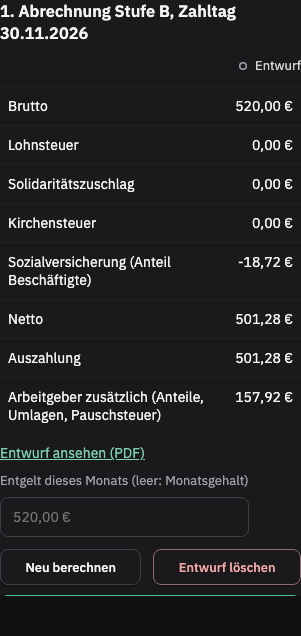 1. Abrechnung Stufe B, Zahltag
30.11.2026
Entwurf
Brutto 520,00 €
Lohnsteuer 0,00 €
Solidaritätszuschlag 0,00 €
Kirchensteuer 0,00 €
Sozialversicherung (Anteil -18,72 €
Beschäftigte)
Netto 501,28 €
Auszahlung 501,28 €
Arbeitgeber zusätzlich (Anteile, 157,92 €
Umlagen, Pauschsteuer)
Entwurf ansehen (PDF)
Entgelt dieses Monats (leer: Monatsgehalt)
520,00 €
Neu berechnen Entwurf löschen